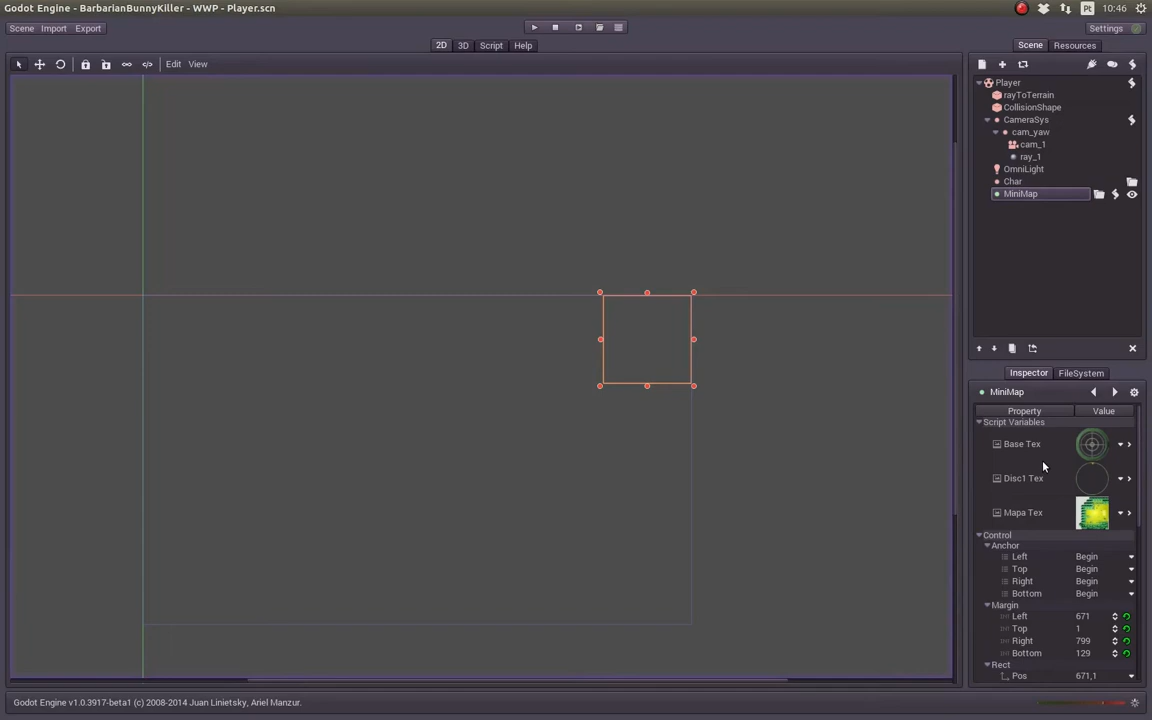 Godot Engine - BarbarianBunnyKiller - WWP - Player.scn
Pt
10:46
Scene Import Export
Settings
2D 3D Script Help
Scene Resources
Edit View
Player
rayToTerrain
CollisionShape
CameraSys
cam_yaw
cam_1
ray_1
OmniLight
Char
MiniMap
Inspector FileSystem
MiniMap
Property Value
Script Variables
Base Tex
Disc1 Tex
Mapa Tex
Control
Anchor
Left Begin
Top Begin
Right Begin
Bottom Begin
Margin
Left 671
Top 1
Right 799
Bottom 129
Rect
Pos 671,1
Godot Engine v1.0.3917-beta1 (c) 2008-2014 Juan Linietsky, Ariel Manzur.